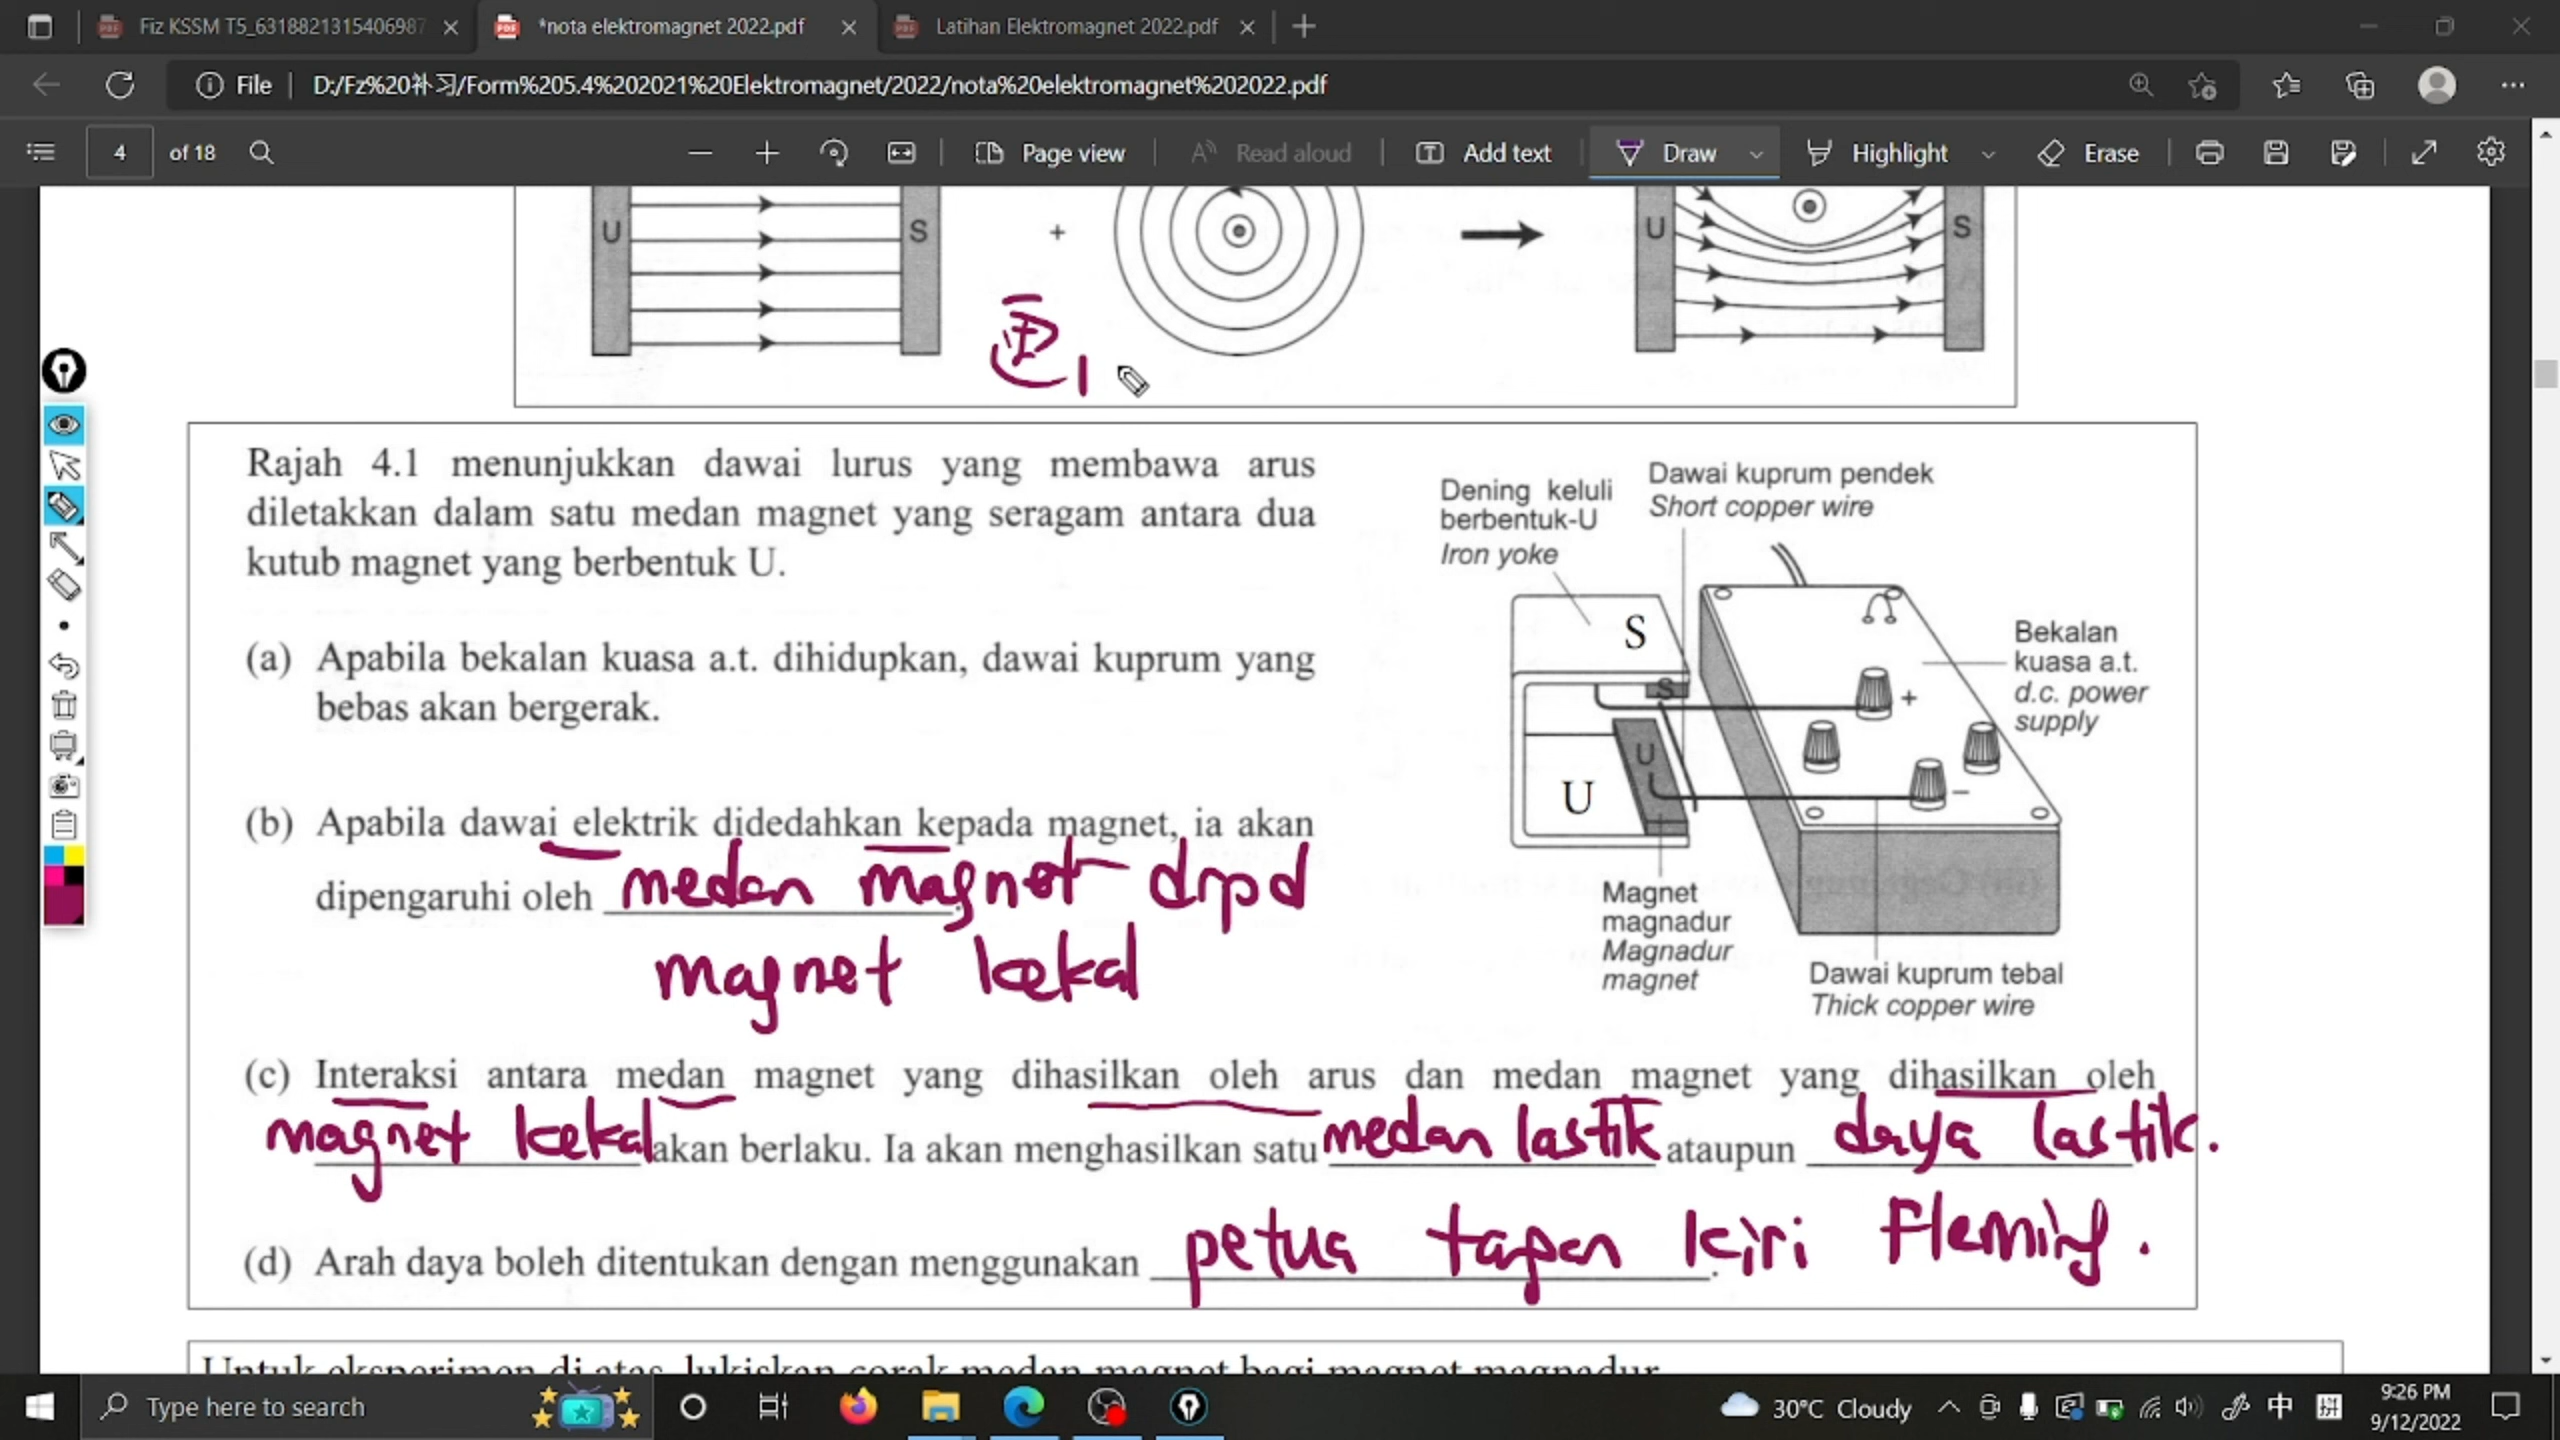 Fiz KSSM T5_6318821315406987
*nota elektromagnet 2022.pdf
Latihan Elektromagnet 2022.pdf
File
D:/Fz%20补习/Form%205.4%202021%20Elektromagnet/2022/nota%20elektromagnet%202022.pdf
4 of 18
Page view
Read aloud
Add text
Draw
Highlight
Erase
U S + U S
1
Rajah 4.1 menunjukkan dawai lurus yang membawa arus
diletakkan dalam satu medan magnet yang seragam antara dua
kutub magnet yang berbentuk U.
(a) Apabila bekalan kuasa a.t. dihidupkan, dawai kuprum yang
bebas akan bergerak.
(b) Apabila dawai elektrik didedahkan kepada magnet, ia akan
dipengaruhi oleh medan magnet drpd
magnet kekal
Dening keluli
berbentuk-U
Iron yoke
Dawai kuprum pendek
Short copper wire
S
S
U
U
+
-
Bekalan
kuasa a.t.
d.c. power
supply
Magnet
magnadur
Magnadur
magnet
Dawai kuprum tebal
Thick copper wire
(c) Interaksi antara medan magnet yang dihasilkan oleh arus dan medan magnet yang dihasilkan oleh
magnet kekal akan berlaku. Ia akan menghasilkan satu medan lastik ataupun daya lastik.
(d) Arah daya boleh ditentukan dengan menggunakan petua tangan kiri Fleming.
Untuk eksperimen di atas, lukiskan corak medan magnet bagi magnet magnadur
Type here to search
30°C Cloudy
中
9:26 PM
9/12/2022